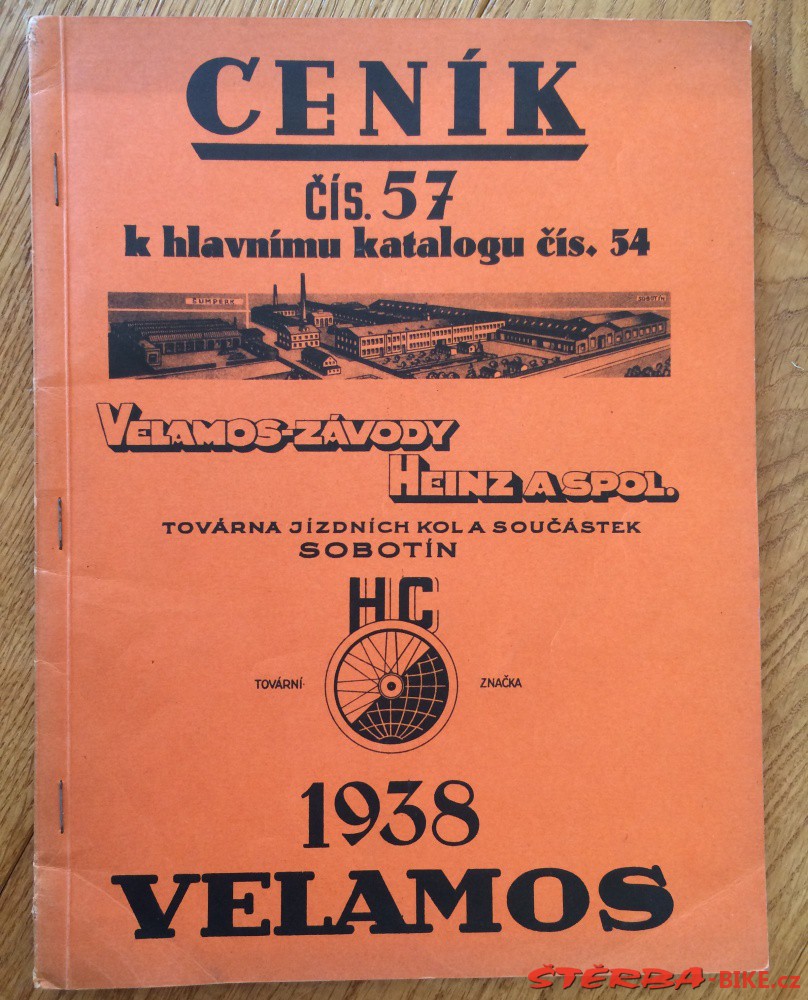 CENÍK
ČÍS. 57
k hlavnímu katalogu čís. 54
ŠUMPERK
SOBOTÍN
VELAMOS-ZÁVODY
HEINZ A SPOL.
TOVÁRNA JÍZDNÍCH KOL A SOUČÁSTEK
SOBOTÍN
HC
TOVÁRNÍ ZNAČKA
1938
VELAMOS
ŠTĚRBA-BIKE.cz